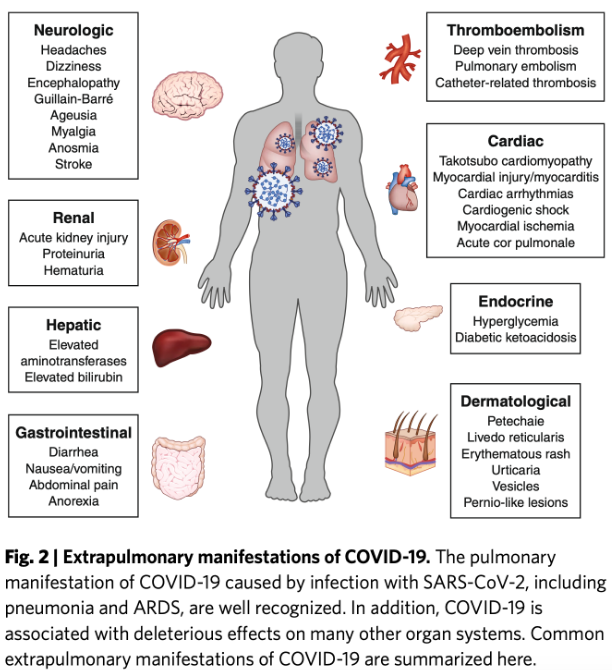 Neurologic
Headaches
Dizziness
Encephalopathy
Guillain-Barré
Ageusia
Myalgia
Anosmia
Stroke
Renal
Acute kidney injury
Proteinuria
Hematuria
Hepatic
Elevated
aminotransferases
Elevated bilirubin
Gastrointestinal
Diarrhea
Nausea/vomiting
Abdominal pain
Anorexia
Thromboembolism
Deep vein thrombosis
Pulmonary embolism
Catheter-related thrombosis
Cardiac
Takotsubo cardiomyopathy
Myocardial injury/myocarditis
Cardiac arrhythmias
Cardiogenic shock
Myocardial ischemia
Acute cor pulmonale
Endocrine
Hyperglycemia
Diabetic ketoacidosis
Dermatological
Petechaie
Livedo reticularis
Erythematous rash
Urticaria
Vesicles
Pernio-like lesions
Fig. 2 | Extrapulmonary manifestations of COVID-19. The pulmonary
manifestation of COVID-19 caused by infection with SARS-CoV-2, including
pneumonia and ARDS, are well recognized. In addition, COVID-19 is
associated with deleterious effects on many other organ systems. Common
extrapulmonary manifestations of COVID-19 are summarized here.